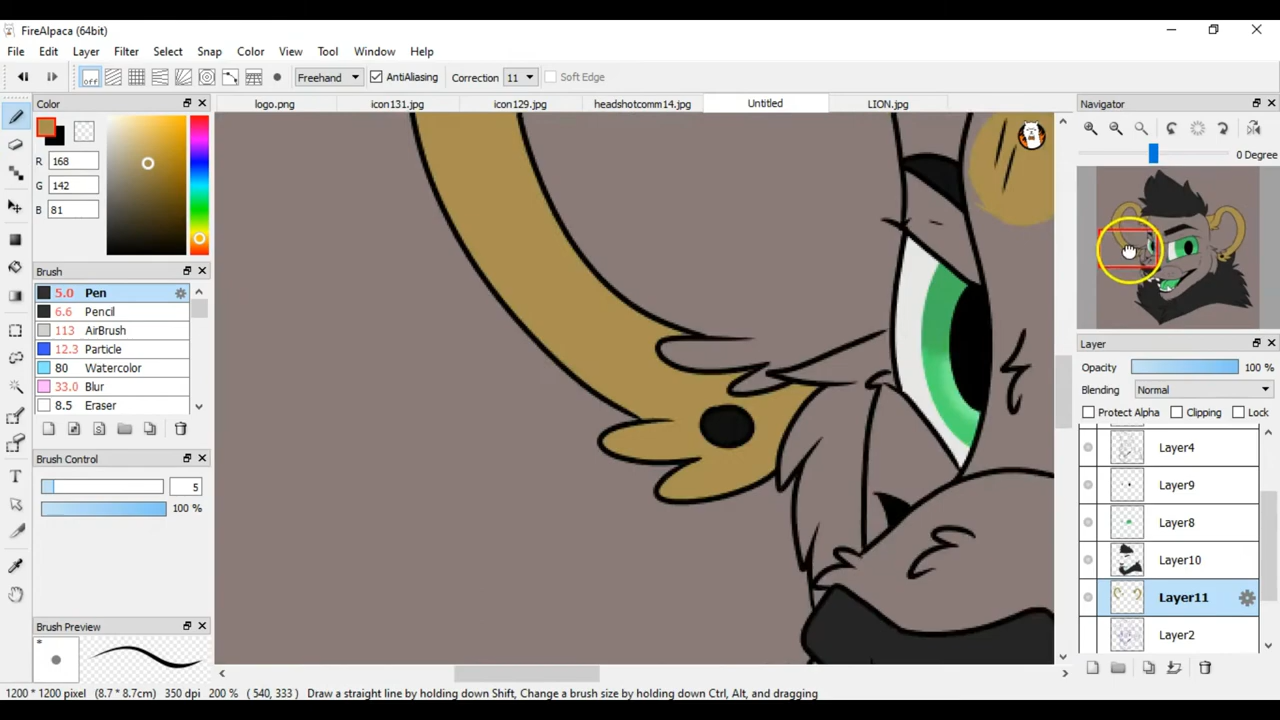 FireAlpaca (64bit)
File Edit Layer Filter Select Snap Color View Tool Window Help
off Freehand AntiAliasing Correction 11 Soft Edge
Color
R 168
G 142
B 81
Brush
5.0 Pen
6.6 Pencil
113 AirBrush
12.3 Particle
80 Watercolor
33.0 Blur
8.5 Eraser
Brush Control
5
100 %
Brush Preview
*
logo.png icon131.jpg icon129.jpg headshotcomm14.jpg Untitled LION.jpg
Navigator
0 Degree
Layer
Opacity 100 %
Blending Normal
Protect Alpha Clipping Lock
Layer4
Layer9
Layer8
Layer10
Layer11
Layer2
1200 * 1200 pixel (8.7 * 8.7cm) 350 dpi 200 % ( 540, 333 ) Draw a straight line by holding down Shift, Change a brush size by holding down Ctrl, Alt, and dragging